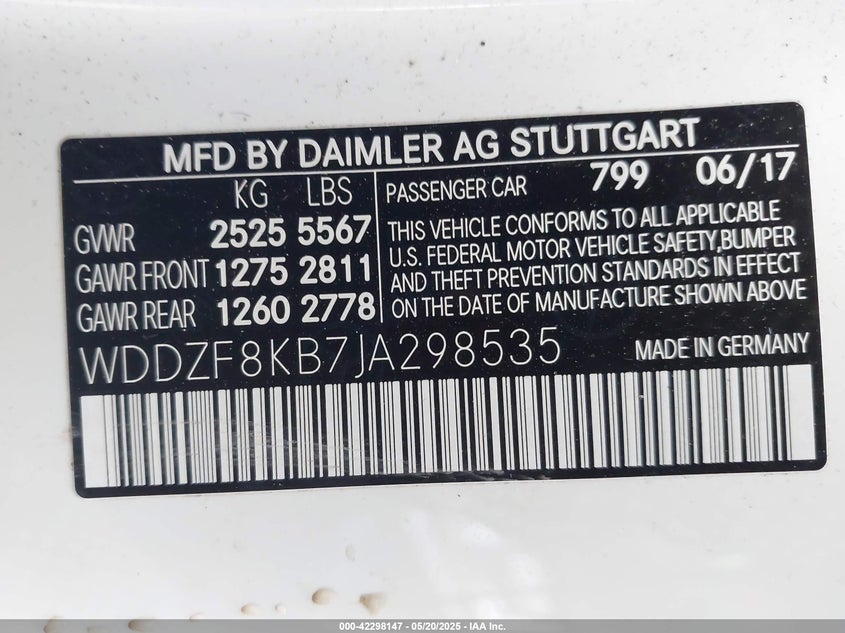 MFD BY DAIMLER AG STUTTGART
KG LBS
GVWR 2525 5567
GAWR FRONT 1275 2811
GAWR REAR 1260 2778
PASSENGER CAR 799 06/17
THIS VEHICLE CONFORMS TO ALL APPLICABLE
U.S. FEDERAL MOTOR VEHICLE SAFETY,BUMPER
AND THEFT PREVENTION STANDARDS IN EFFECT
ON THE DATE OF MANUFACTURE SHOWN ABOVE
WDDZF8KB7JA298535 MADE IN GERMANY
000-42298147 - 05/20/2025 - IAA Inc.